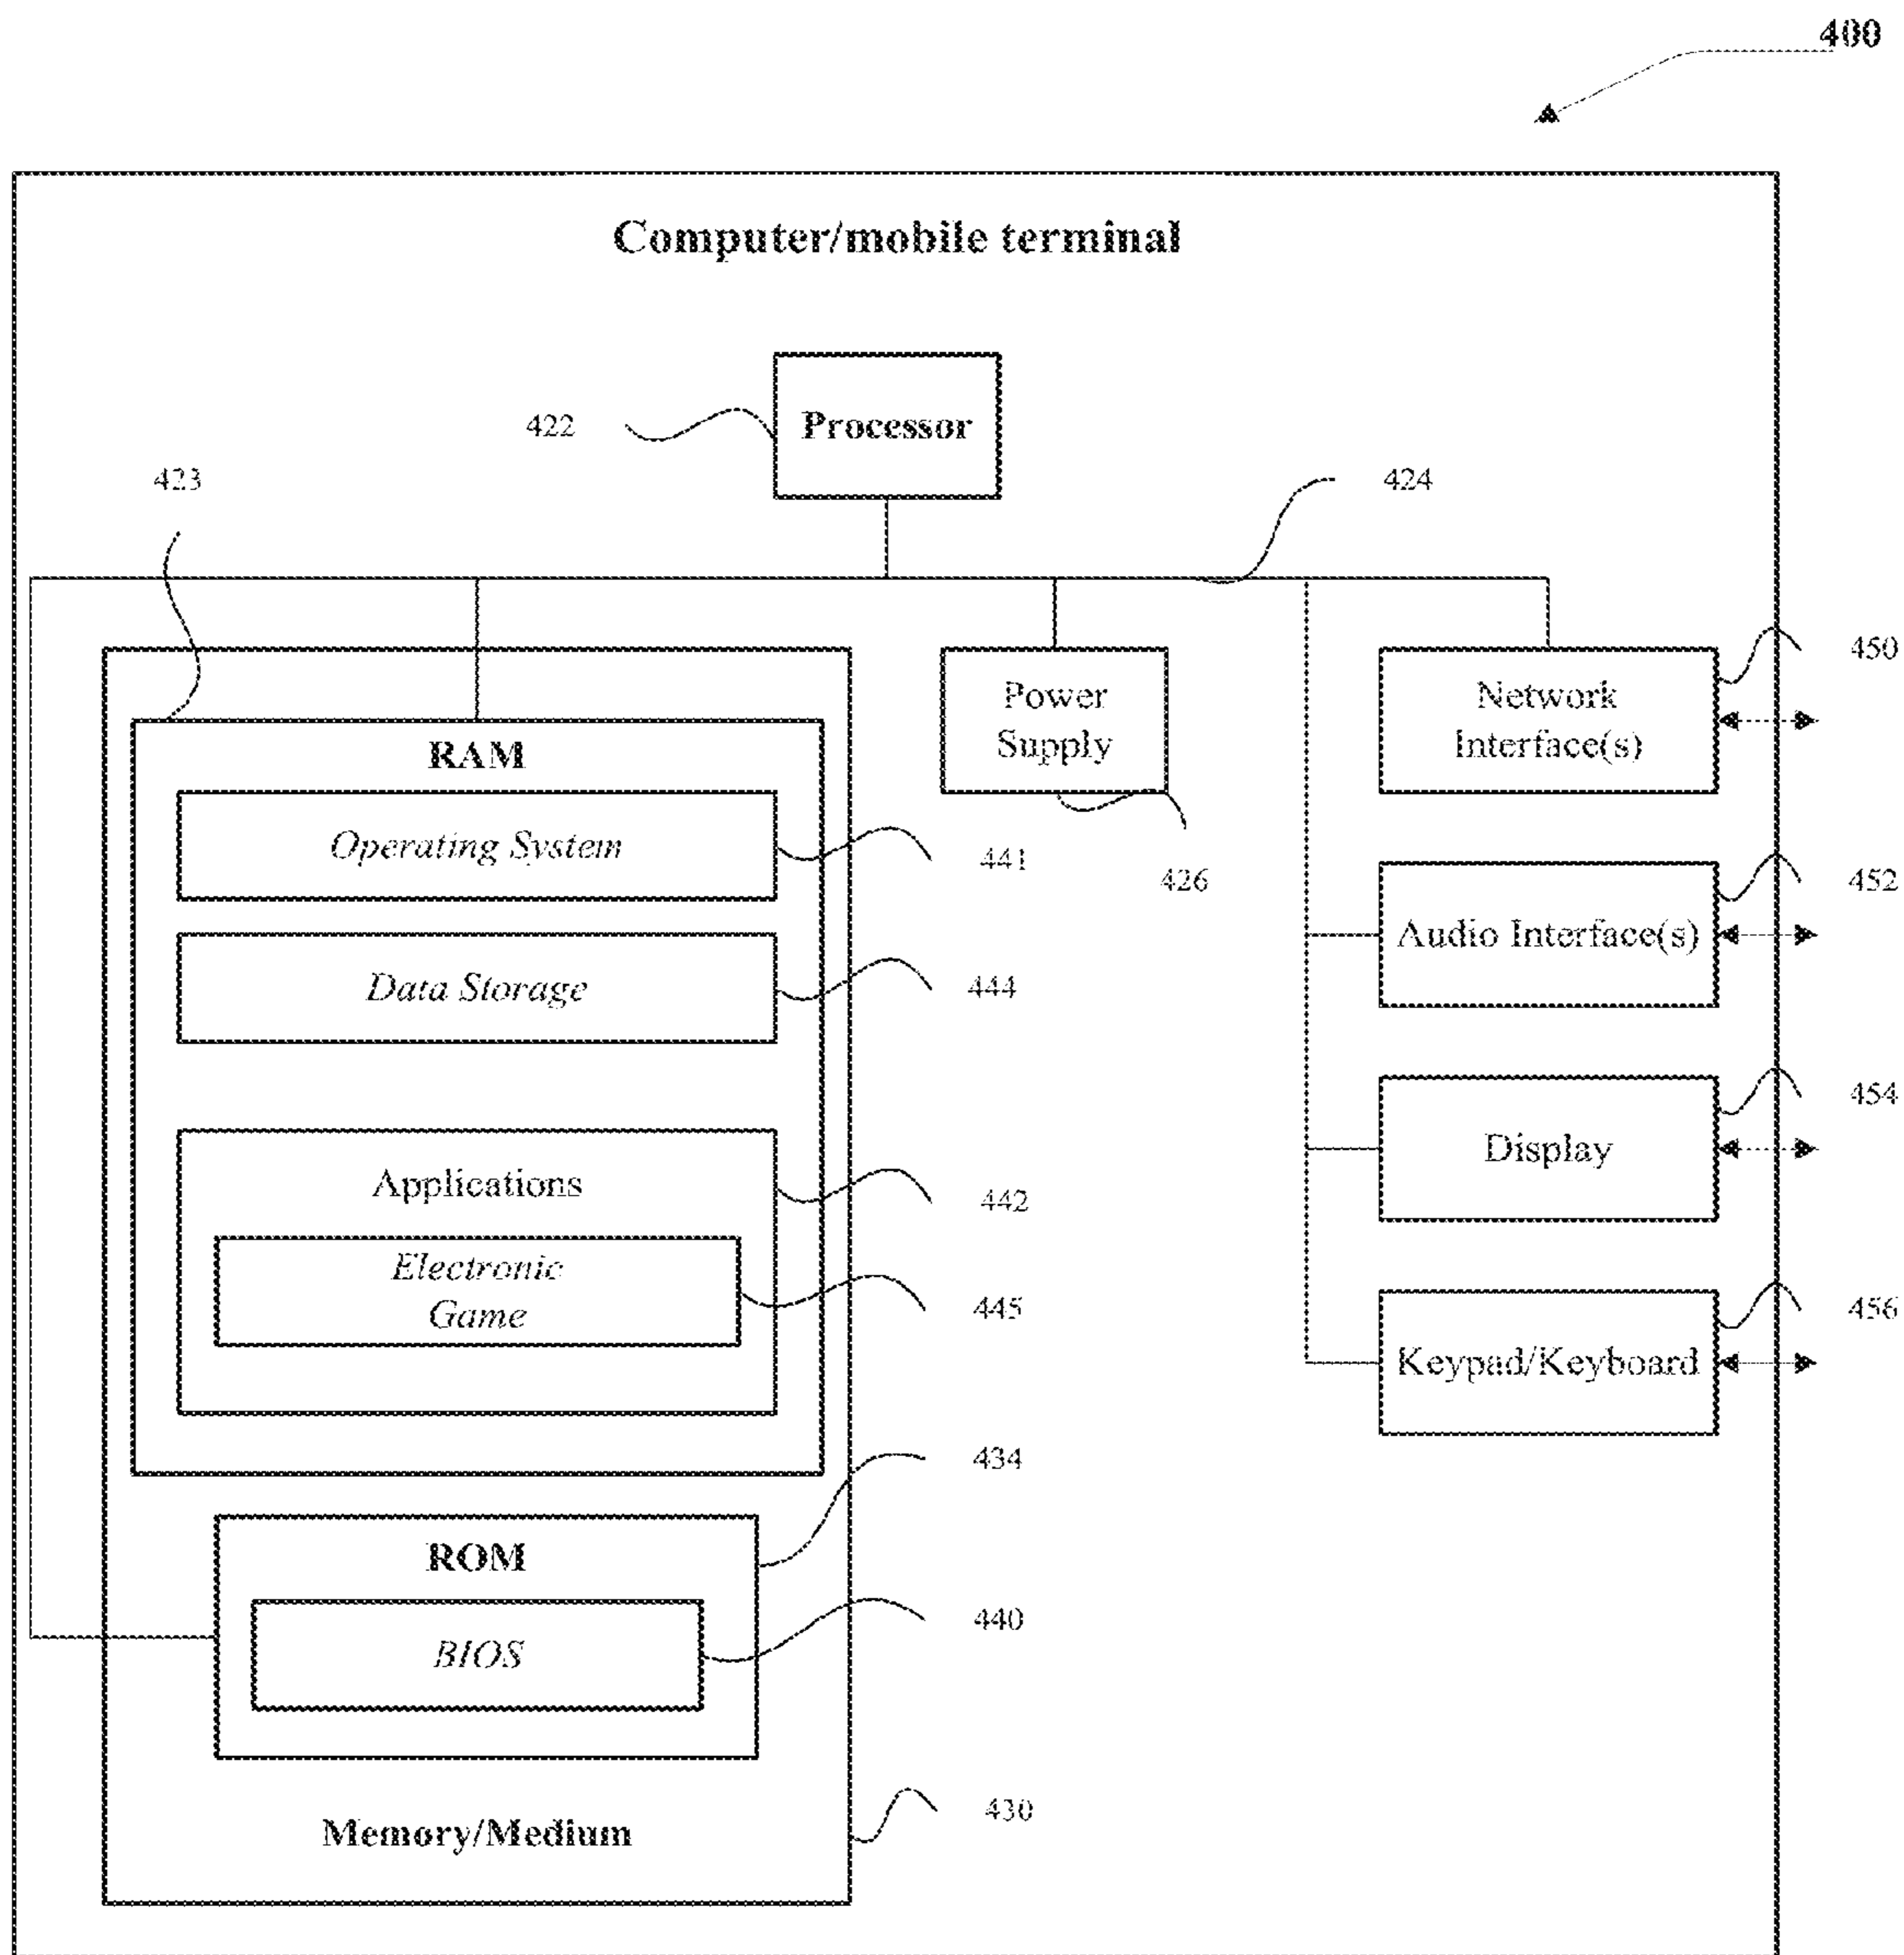 400
Computer/mobile terminal
Processor
422
423
424
Power
Supply
Network
Interface(s)
450
RAM
Operating System
441
426
452
Audio Interface(s)
Data Storage
444
454
Display
Applications
442
Electronic
Game
445
456
Keypad/Keyboard
434
ROM
440
BIOS
430
Memory/Medium